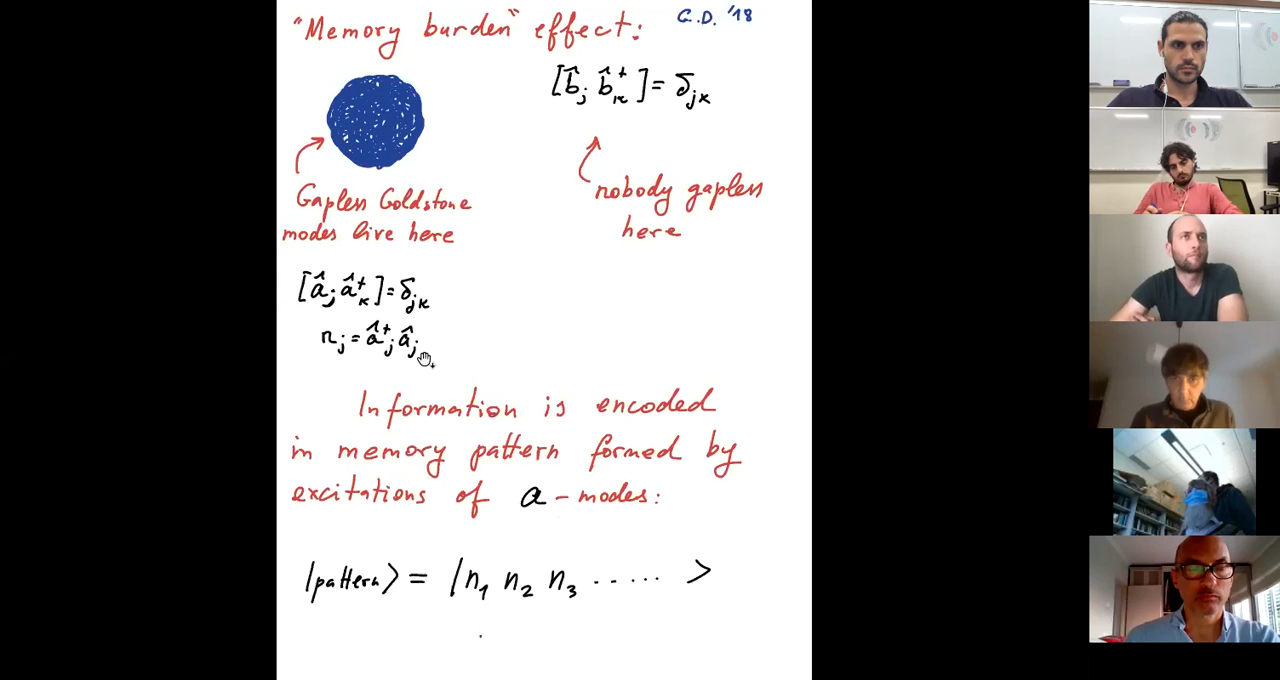 "Memory burden" effect: G.D. '18
[b̂ⱼ b̂ₖ⁺] = δⱼₖ
Gapless Goldstone
modes live here
nobody gapless
here
[âⱼ âₖ⁺] = δⱼₖ
nⱼ = âⱼ⁺ âⱼ
Information is encoded
in memory pattern formed by
excitations of a - modes:
|pattern> = |n₁ n₂ n₃ ..... >